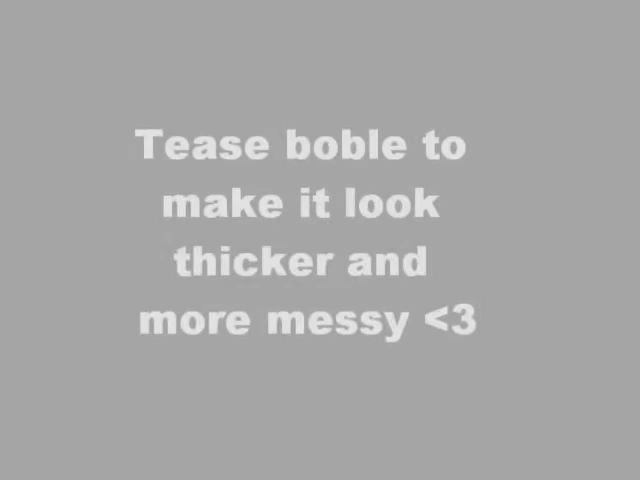 Tease boble to
make it look
thicker and
more messy <3